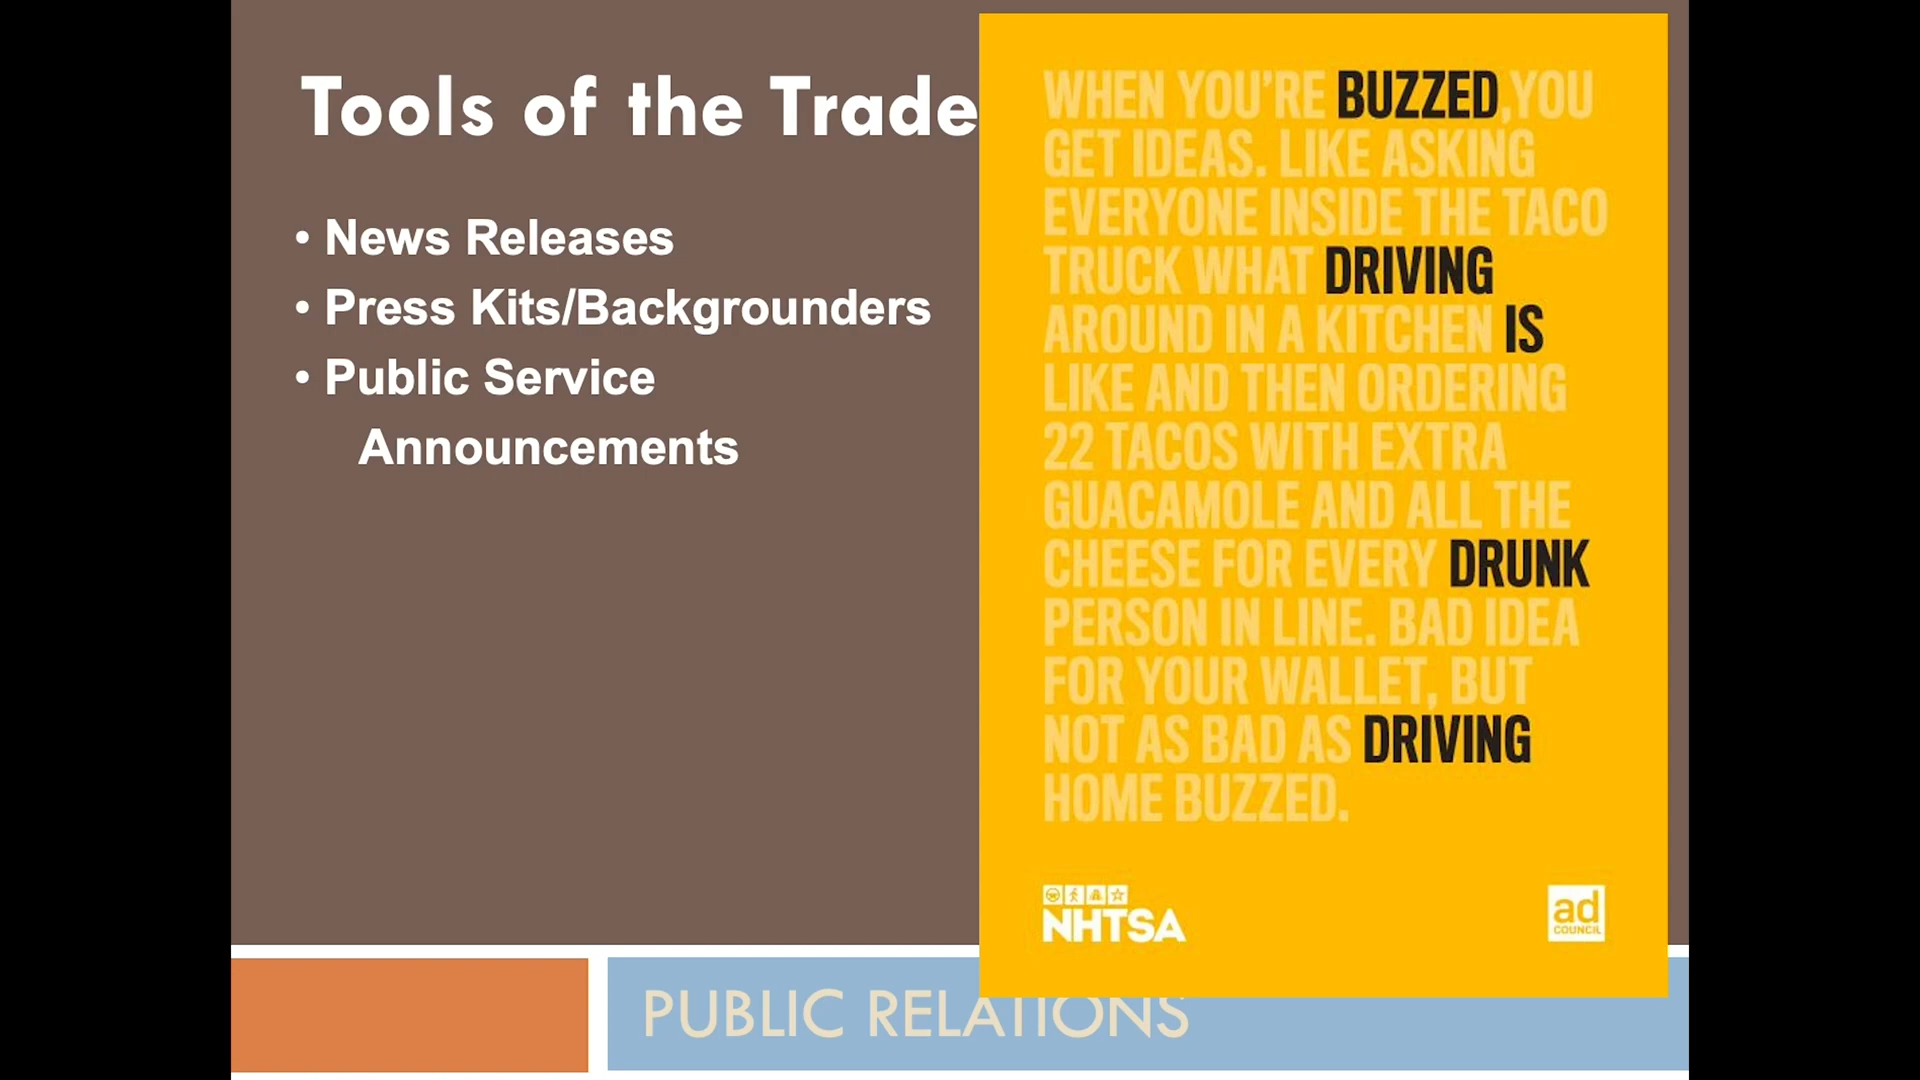 Tools of the Trade
• News Releases
• Press Kits/Backgrounders
• Public Service
Announcements
WHEN YOU'RE BUZZED, YOU
GET IDEAS. LIKE ASKING
EVERYONE INSIDE THE TACO
TRUCK WHAT DRIVING
AROUND IN A KITCHEN IS
LIKE AND THEN ORDERING
22 TACOS WITH EXTRA
GUACAMOLE AND ALL THE
CHEESE FOR EVERY DRUNK
PERSON IN LINE. BAD IDEA
FOR YOUR WALLET, BUT
NOT AS BAD AS DRIVING
HOME BUZZED.
NHTSA
ad
COUNCIL
PUBLIC RELATIONS